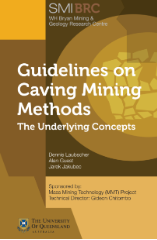 SMI BRC
WH Bryan Mining &
Geology Research Centre
Guidelines on
Caving Mining
Methods
The Underlying Concepts
Dennis Laubscher
Alan Guest
Jarek Jakubec
Sponsored by:
Mass Mining Technology (MMT) Project
Technical Director: Gideon Chitombo
THE UNIVERSITY
OF QUEENSLAND
AUSTRALIA